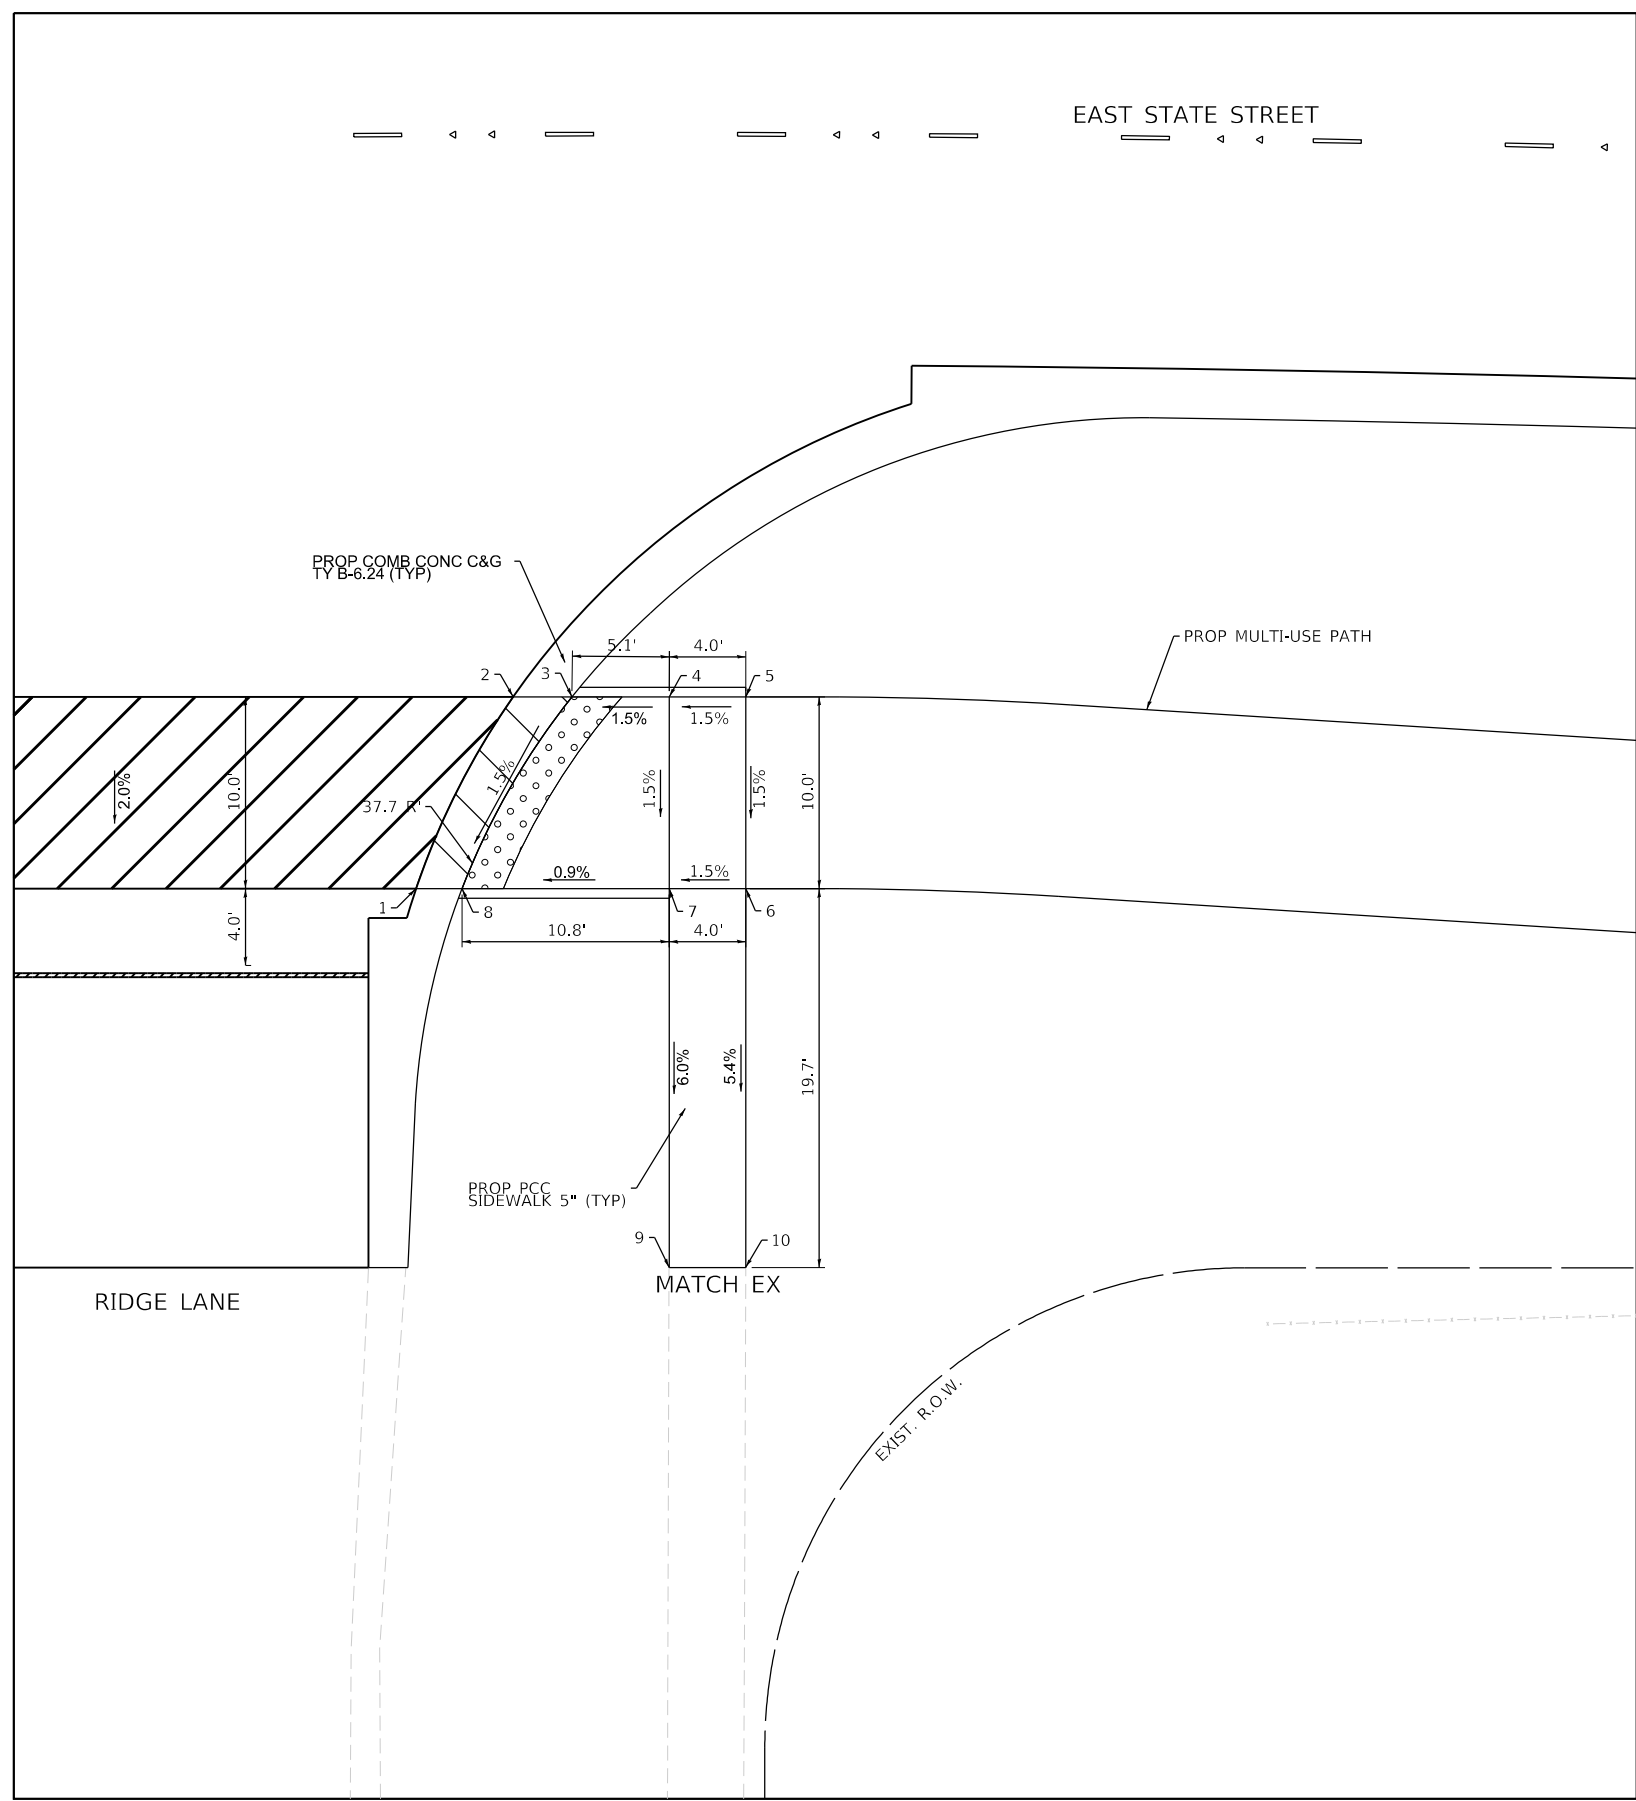 EAST STATE STREET
PROP COMB CONC C&G
TY B-6.24 (TYP)
5.1'
4.0'
PROP MULTI-USE PATH
2
3
4
5
1.5%
1.5%
2.0%
10.0'
1.5%
1.5%
1.5%
10.0'
37.7 R'
0.9%
1.5%
1
8
7
6
4.0'
10.8'
4.0'
6.0%
5.4%
19.7'
PROP PCC
SIDEWALK 5" (TYP)
9
10
MATCH EX
RIDGE LANE
EXIST. R.O.W.